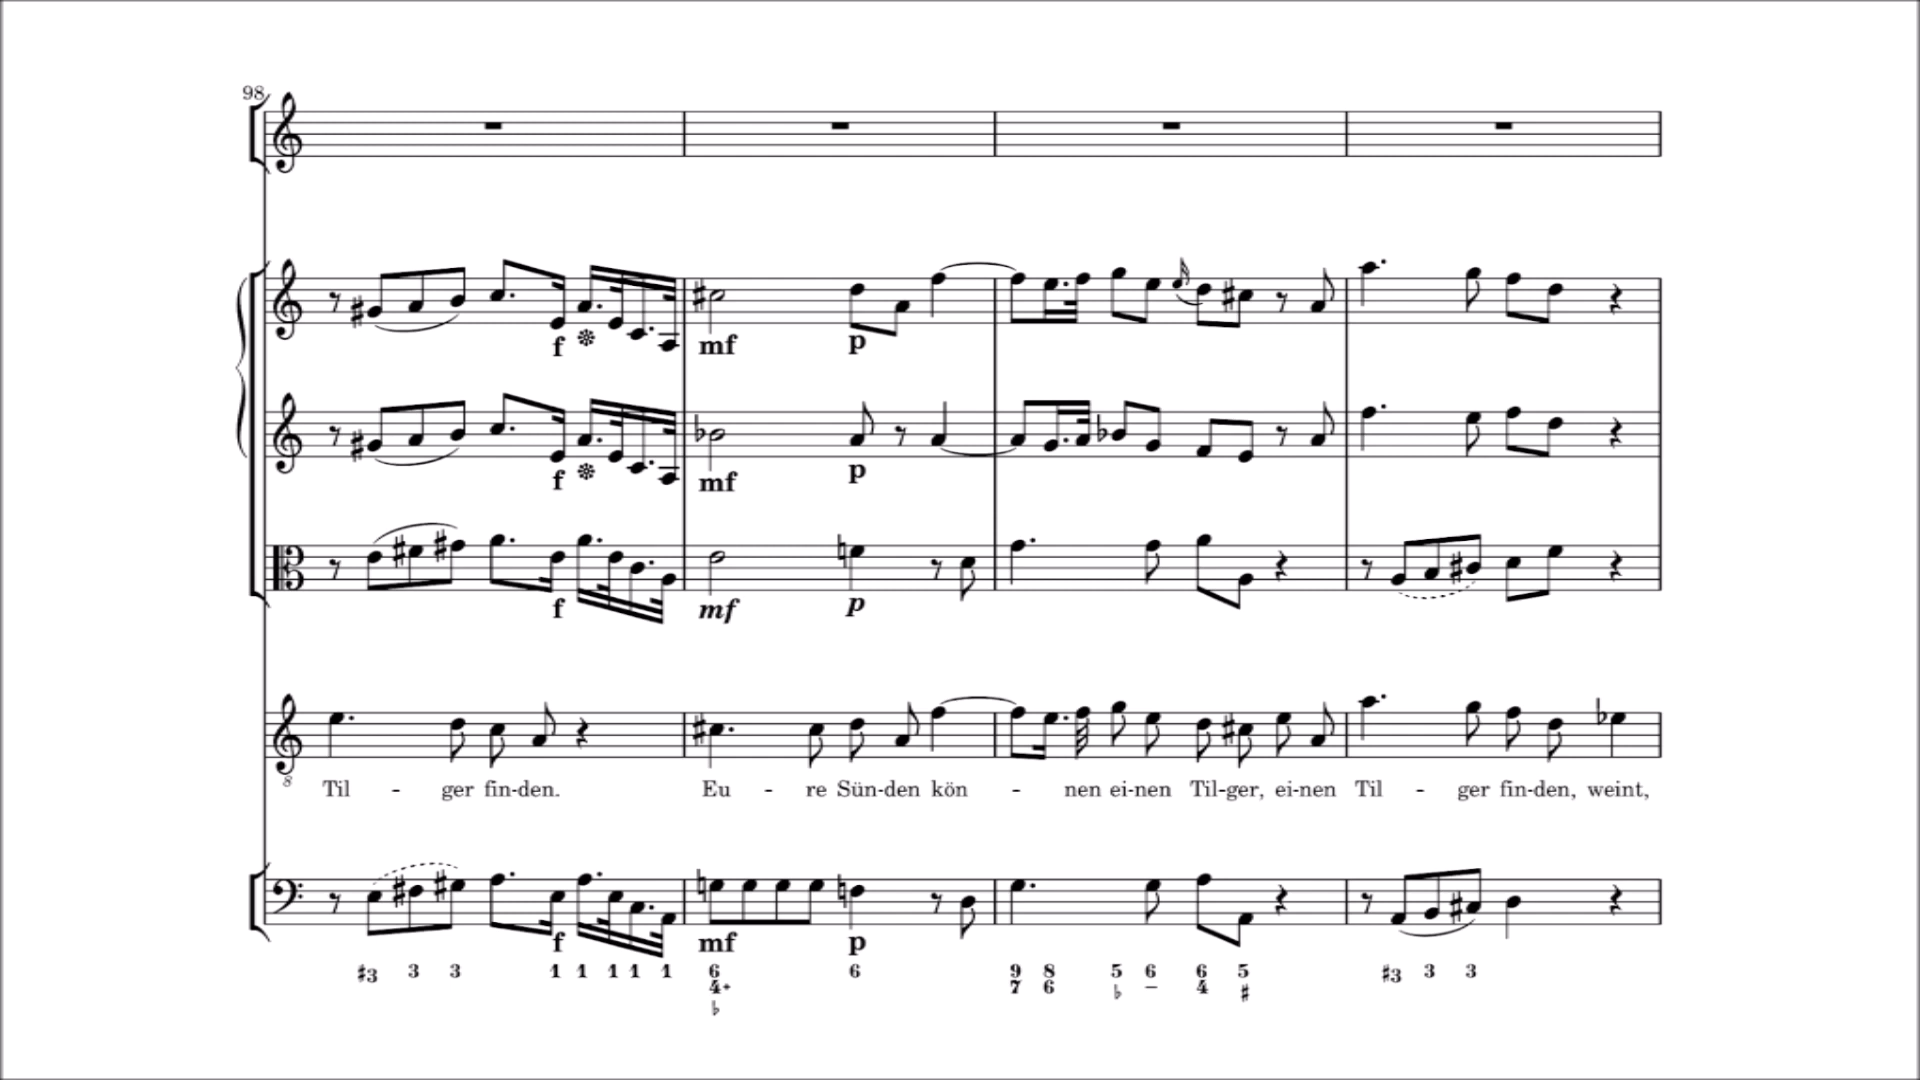 98
f
mf p
f
mf p
f mf p
Til - ger fin-den. Eu - re Sün-den kön - nen ei-nen Til-ger, ei-nen Til - ger fin-den, weint,
f mf p
♯3 3 3 1 1 1 1 1 6 6 9 8 5 6 6 5 ♯3 3 3
4+ 7 6 ♭ – 4 ♯
♭